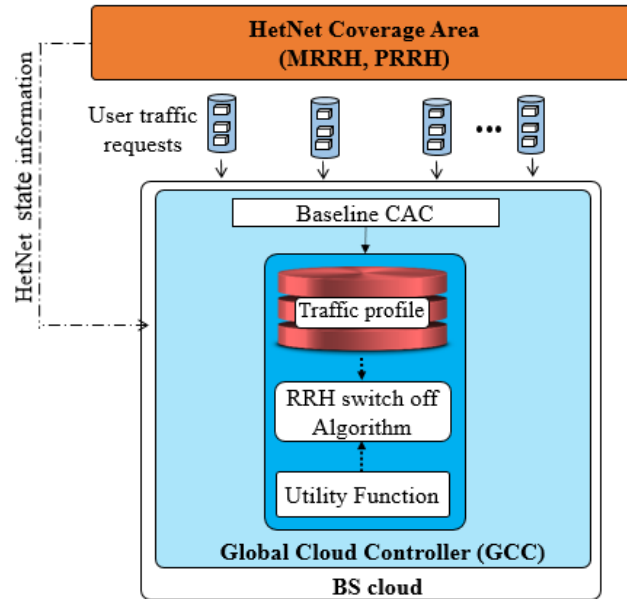 HetNet Coverage Area
(MRRH, PRRH)
User traffic
requests
HetNet state information
Baseline CAC
Traffic profile
RRH switch off
Algorithm
Utility Function
Global Cloud Controller (GCC)
BS cloud